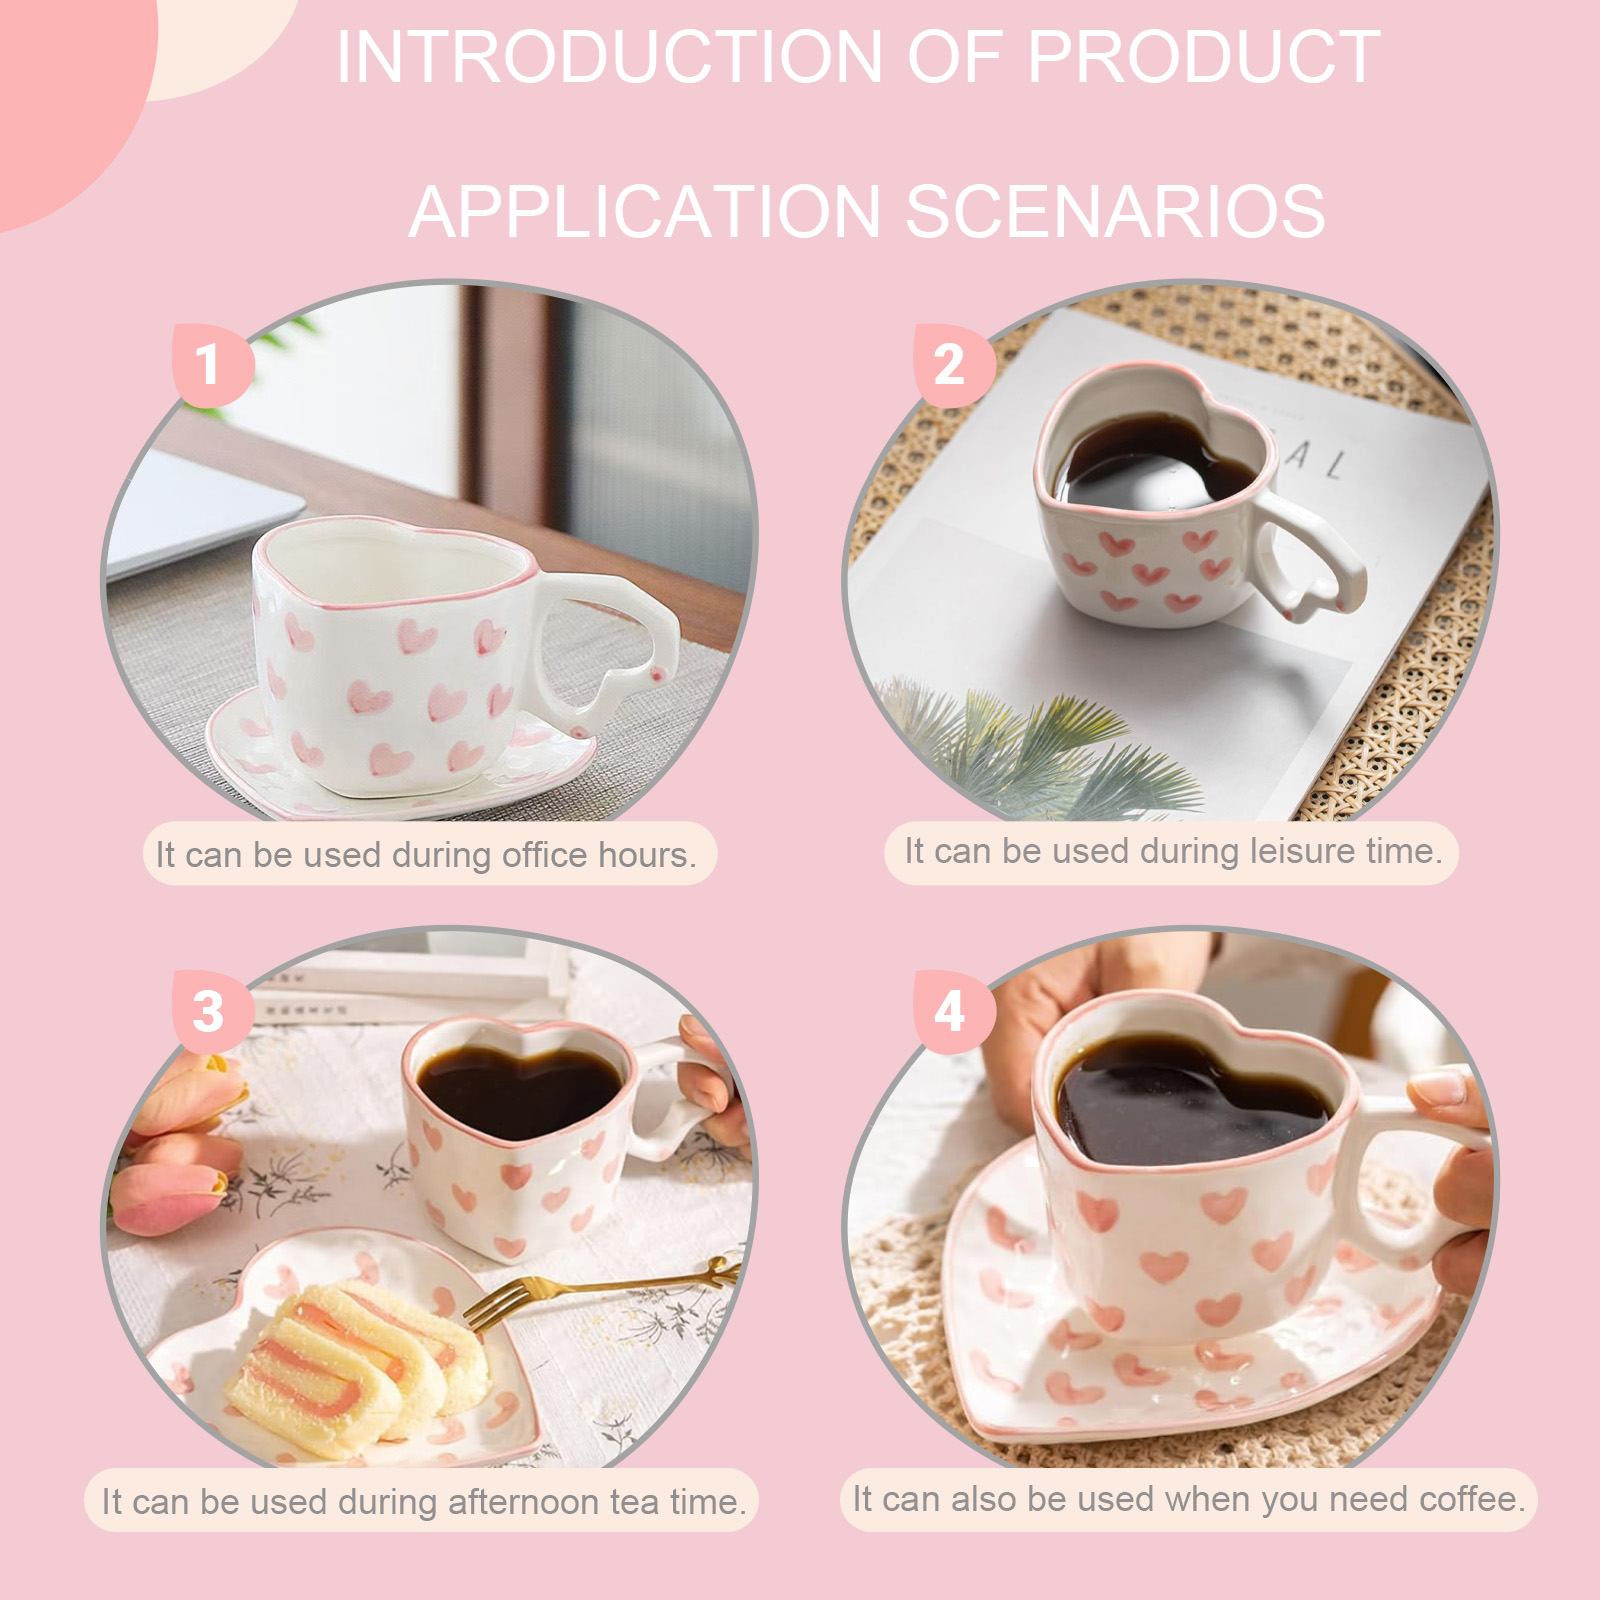 INTRODUCTION OF PRODUCT
APPLICATION SCENARIOS
1
2
AL
It can be used during office hours.
It can be used during leisure time.
3
4
It can be used during afternoon tea time.
It can also be used when you need coffee.